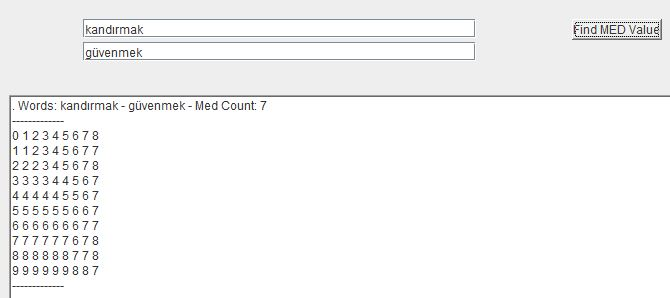 kandırmak
Find MED Value
güvenmek
. Words: kandırmak - güvenmek - Med Count: 7
-------------
0 1 2 3 4 5 6 7 8
1 1 2 3 4 5 6 7 7
2 2 2 3 4 5 6 7 8
3 3 3 3 4 4 5 6 7
4 4 4 4 4 5 5 6 7
5 5 5 5 5 5 6 6 7
6 6 6 6 6 6 6 7 7
7 7 7 7 7 7 6 7 8
8 8 8 8 8 8 7 7 8
9 9 9 9 9 9 8 8 7
-------------